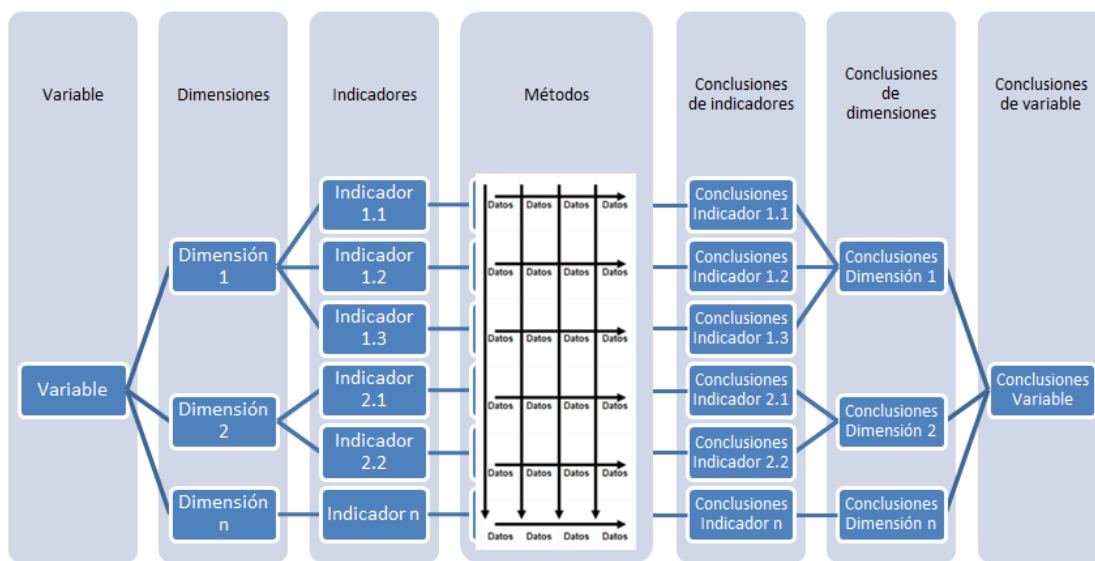 Variable
Dimensiones
Indicadores
Métodos
Conclusiones
de indicadores
Conclusiones
de
dimensiones
Conclusiones
de variable
Variable
Dimensión
1
Dimensión
2
Dimensión
n
Indicador
1.1
Indicador
1.2
Indicador
1.3
Indicador
2.1
Indicador
2.2
Indicador n
Datos Datos Datos Datos
Datos Datos Datos Datos
Datos Datos Datos Datos
Datos Datos Datos Datos
Datos Datos Datos Datos
Datos Datos Datos Datos
Conclusiones
Indicador 1.1
Conclusiones
Indicador 1.2
Conclusiones
Indicador 1.3
Conclusiones
Indicador 2.1
Conclusiones
Indicador 2.2
Conclusiones
Indicador n
Conclusiones
Dimensión 1
Conclusiones
Dimensión 2
Conclusiones
Dimensión n
Conclusiones
Variable